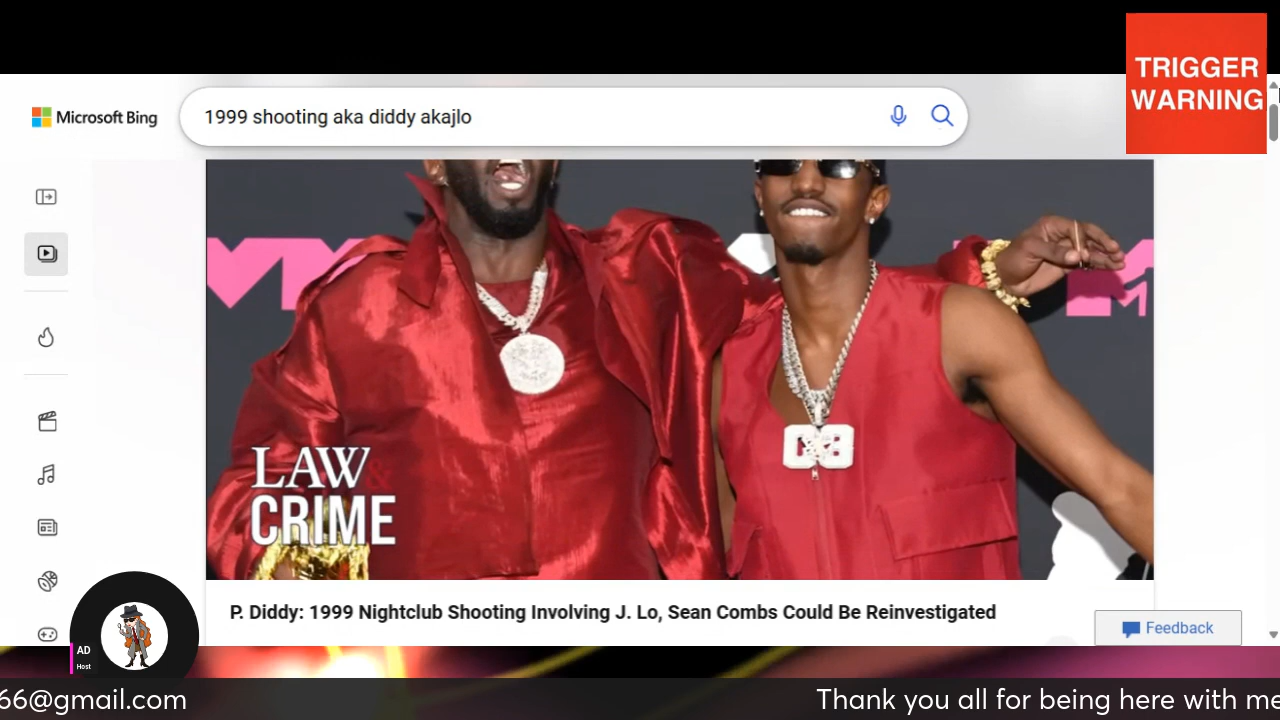 TRIGGER
WARNING
Microsoft Bing
1999 shooting aka diddy akajlo
LAW&
CRIME
P. Diddy: 1999 Nightclub Shooting Involving J. Lo, Sean Combs Could Be Reinvestigated
Feedback
AD
Host
66@gmail.com
Thank you all for being here with me